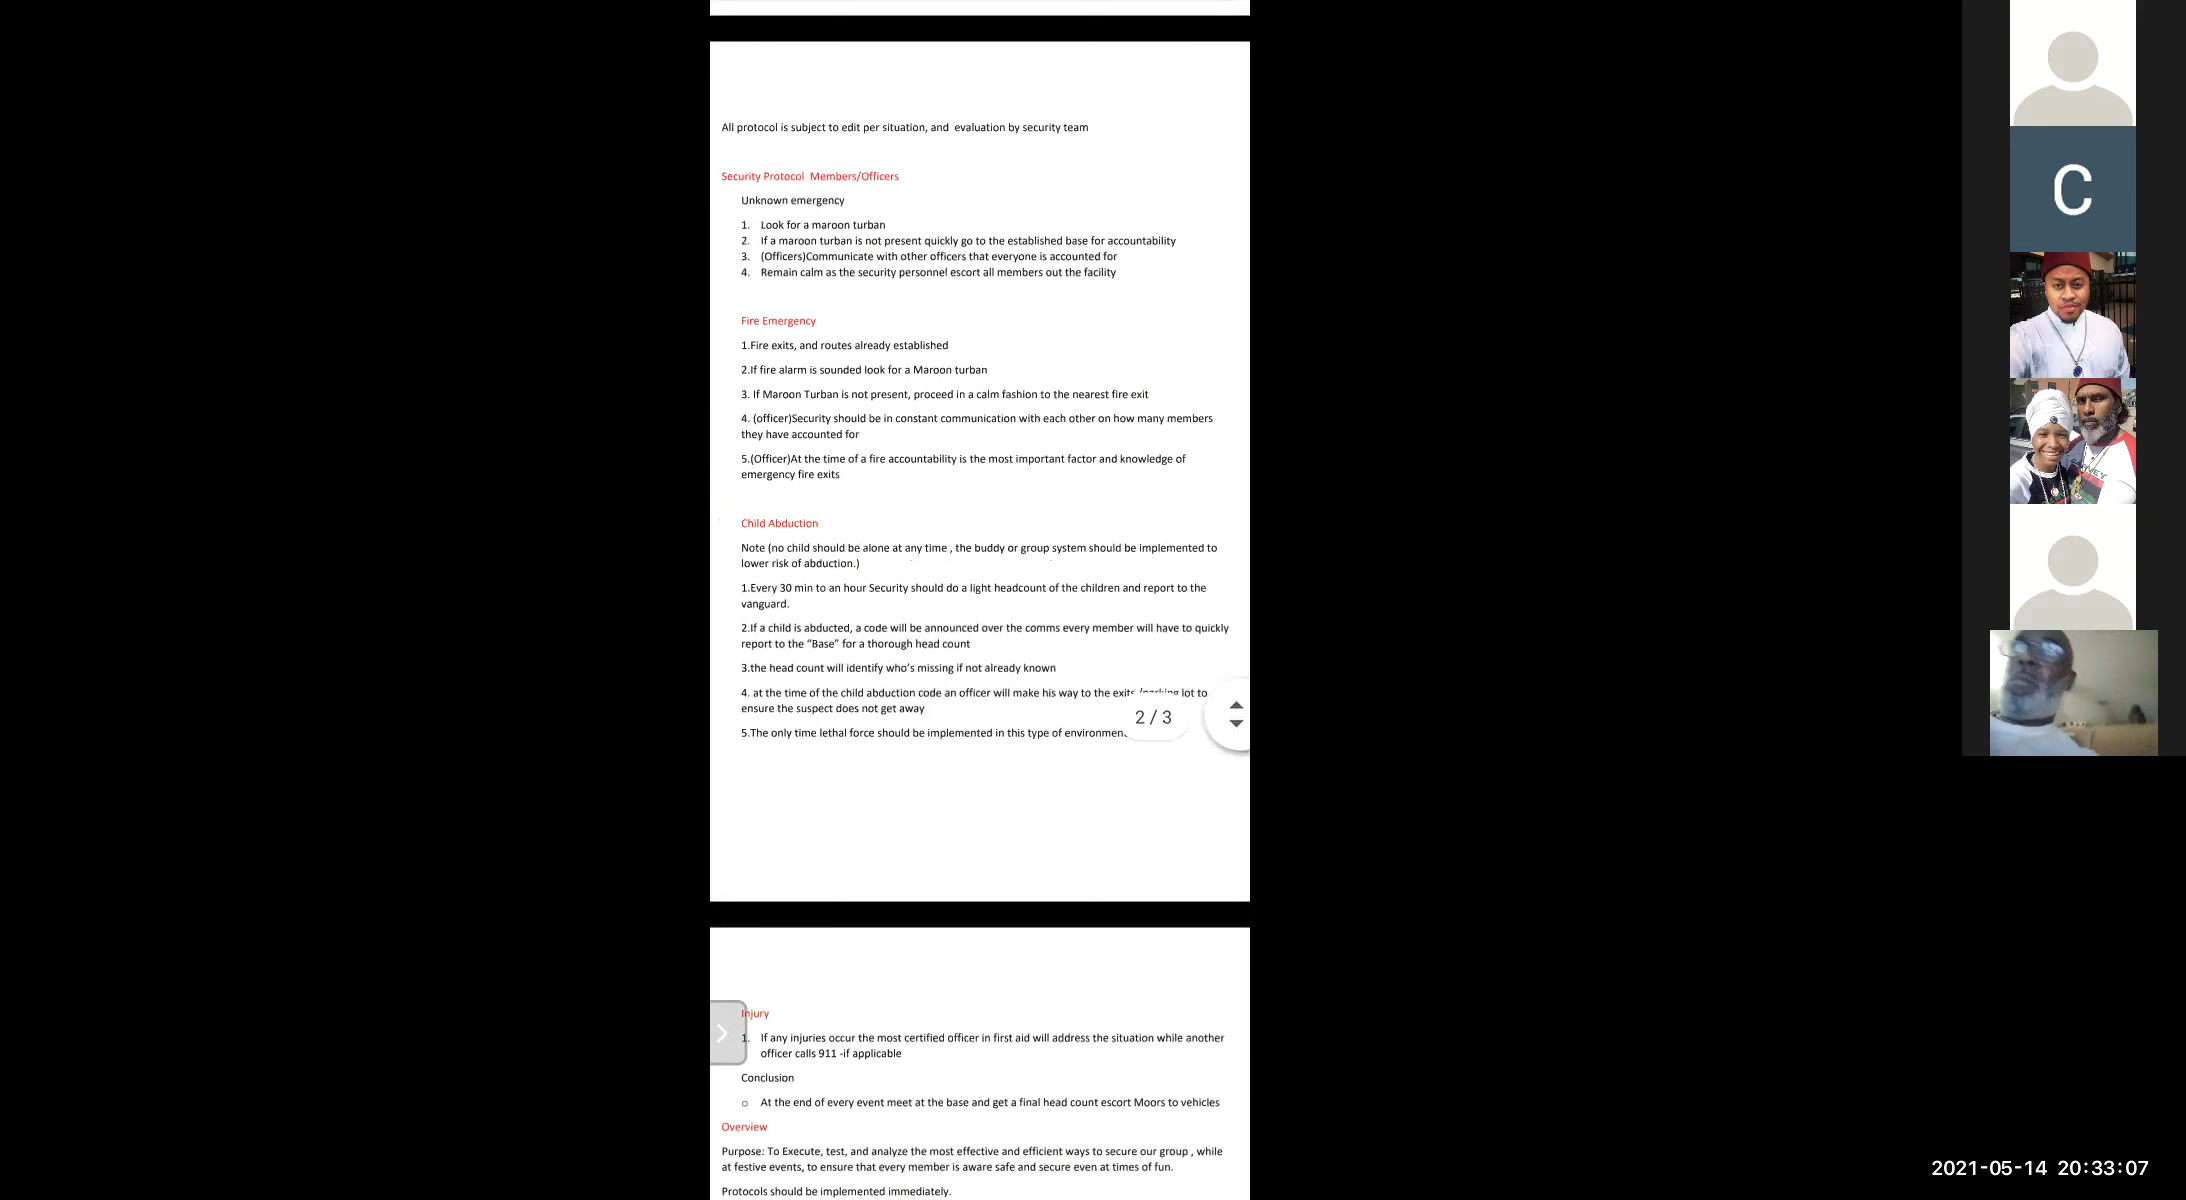 All protocol is subject to edit per situation, and evaluation by security team
Security Protocol Members/Officers
Unknown emergency
1. Look for a maroon turban
2. If a maroon turban is not present quickly go to the established base for accountability
3. (Officers)Communicate with other officers that everyone is accounted for
4. Remain calm as the security personnel escort all members out the facility
Fire Emergency
1.Fire exits, and routes already established
2.If fire alarm is sounded look for a Maroon turban
3. If Maroon Turban is not present, proceed in a calm fashion to the nearest fire exit
4. (officer)Security should be in constant communication with each other on how many members
they have accounted for
5.(Officer)At the time of a fire accountability is the most important factor and knowledge of
emergency fire exits
Child Abduction
Note (no child should be alone at any time , the buddy or group system should be implemented to
lower risk of abduction.)
1.Every 30 min to an hour Security should do a light headcount of the children and report to the
vanguard.
2.If a child is abducted, a code will be announced over the comms every member will have to quickly
report to the “Base” for a thorough head count
3.the head count will identify who’s missing if not already known
4. at the time of the child abduction code an officer will make his way to the exits /parking lot to
ensure the suspect does not get away
5.The only time lethal force should be implemented in this type of environment
2 / 3
Injury
1. If any injuries occur the most certified officer in first aid will address the situation while another
officer calls 911 -if applicable
Conclusion
o At the end of every event meet at the base and get a final head count escort Moors to vehicles
Overview
Purpose: To Execute, test, and analyze the most effective and efficient ways to secure our group , while
at festive events, to ensure that every member is aware safe and secure even at times of fun.
Protocols should be implemented immediately.
C
2021-05-14 20:33:07